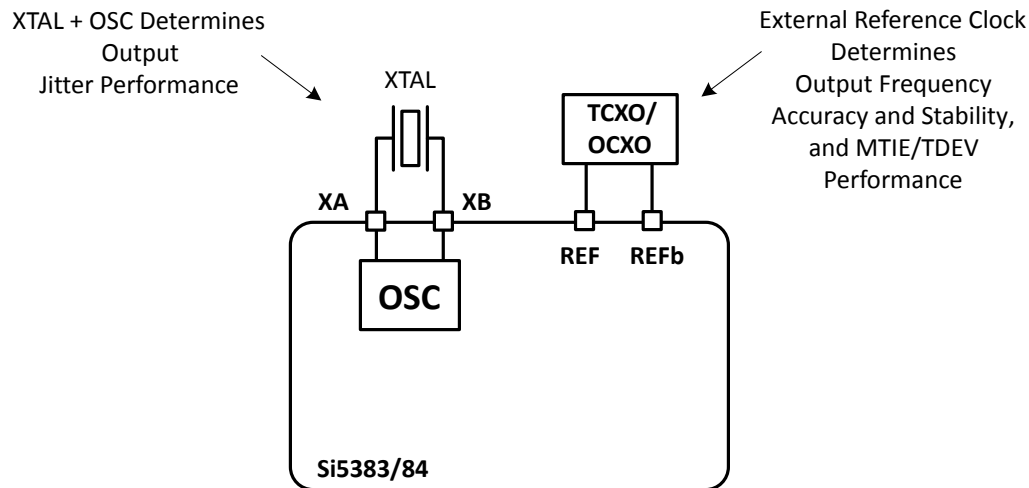 XTAL + OSC Determines
Output
Jitter Performance
External Reference Clock
Determines
Output Frequency
Accuracy and Stability,
and MTIE/TDEV
Performance
XTAL
TCXO/
OCXO
XA
XB
REF
REFb
OSC
Si5383/84